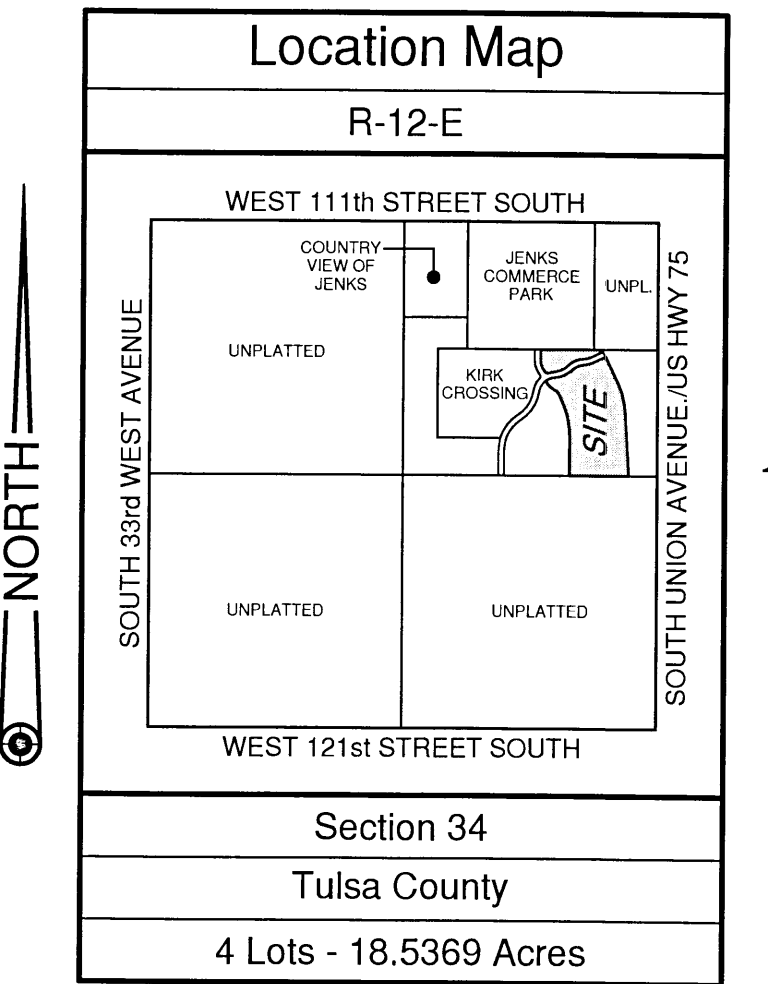 Location Map
R-12-E
WEST 111th STREET SOUTH
COUNTRY
VIEW OF
JENKS
JENKS
COMMERCE
PARK
UNPL.
UNPLATTED
KIRK
CROSSING
SITE
SOUTH 33rd WEST AVENUE
SOUTH UNION AVENUE./US HWY 75
NORTH
UNPLATTED
UNPLATTED
WEST 121st STREET SOUTH
Section 34
Tulsa County
4 Lots - 18.5369 Acres